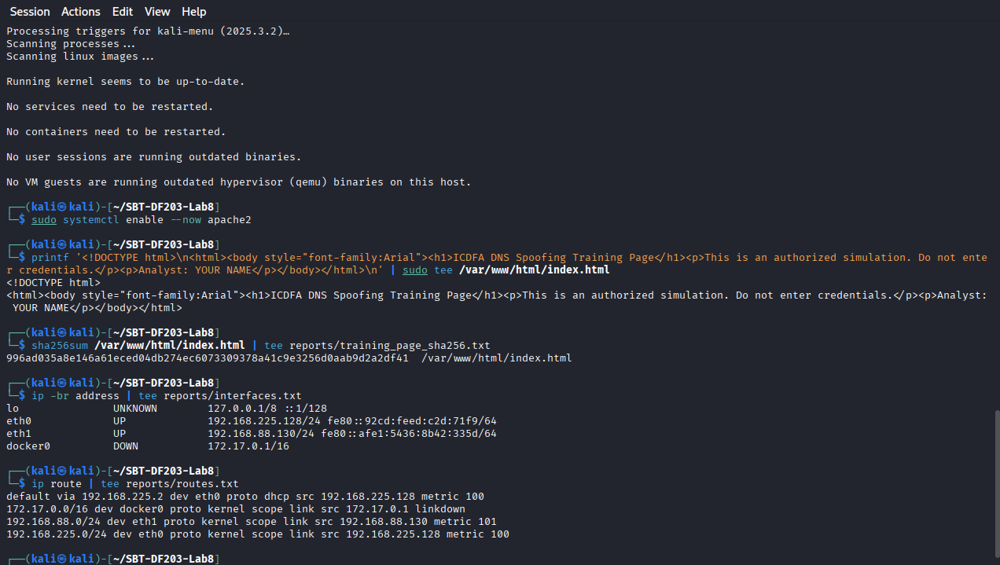 Session Actions Edit View Help
Processing triggers for kali-menu (2025.3.2)…
Scanning processes...
Scanning linux images...
Running kernel seems to be up-to-date.
No services need to be restarted.
No containers need to be restarted.
No user sessions are running outdated binaries.
No VM guests are running outdated hypervisor (qemu) binaries on this host.
┌──(kali㉿kali)-[~/SBT-DF203-Lab8]
└─$ sudo systemctl enable --now apache2
┌──(kali㉿kali)-[~/SBT-DF203-Lab8]
└─$ printf '<!DOCTYPE html>\n<html><body style="font-family:Arial"><h1>ICDFA DNS Spoofing Training Page</h1><p>This is an authorized simulation. Do not ente
r credentials.</p><p>Analyst: YOUR NAME</p></body></html>\n' | sudo tee /var/www/html/index.html
<!DOCTYPE html>
<html><body style="font-family:Arial"><h1>ICDFA DNS Spoofing Training Page</h1><p>This is an authorized simulation. Do not enter credentials.</p><p>Analyst:
YOUR NAME</p></body></html>
┌──(kali㉿kali)-[~/SBT-DF203-Lab8]
└─$ sha256sum /var/www/html/index.html | tee reports/training_page_sha256.txt
996ad035a8e146a61eced04db274ec6073309378a41c9e3256d0aab9d2a2df41  /var/www/html/index.html
┌──(kali㉿kali)-[~/SBT-DF203-Lab8]
└─$ ip -br address | tee reports/interfaces.txt
lo               UNKNOWN        127.0.0.1/8 ::1/128
eth0             UP             192.168.225.128/24 fe80::92cd:feed:c2d:71f9/64
eth1             UP             192.168.88.130/24 fe80::afe1:5436:8b42:335d/64
docker0          DOWN           172.17.0.1/16
┌──(kali㉿kali)-[~/SBT-DF203-Lab8]
└─$ ip route | tee reports/routes.txt
default via 192.168.225.2 dev eth0 proto dhcp src 192.168.225.128 metric 100
172.17.0.0/16 dev docker0 proto kernel scope link src 172.17.0.1 linkdown
192.168.88.0/24 dev eth1 proto kernel scope link src 192.168.88.130 metric 101
192.168.225.0/24 dev eth0 proto kernel scope link src 192.168.225.128 metric 100
┌──(kali㉿kali)-[~/SBT-DF203-Lab8]